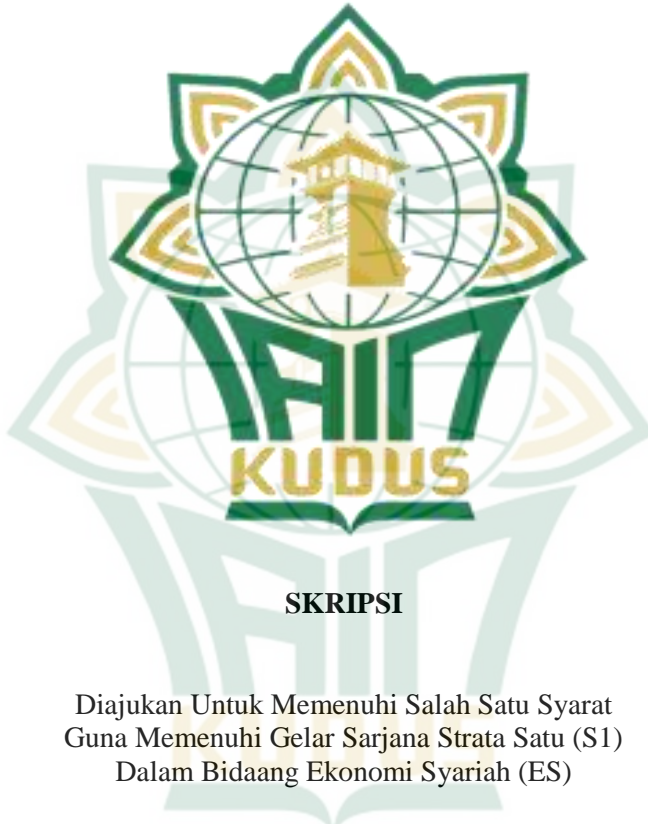 IAIN
KUDUS
SKRIPSI
Diajukan Untuk Memenuhi Salah Satu Syarat
Guna Memenuhi Gelar Sarjana Strata Satu (S1)
Dalam Bidaang Ekonomi Syariah (ES)